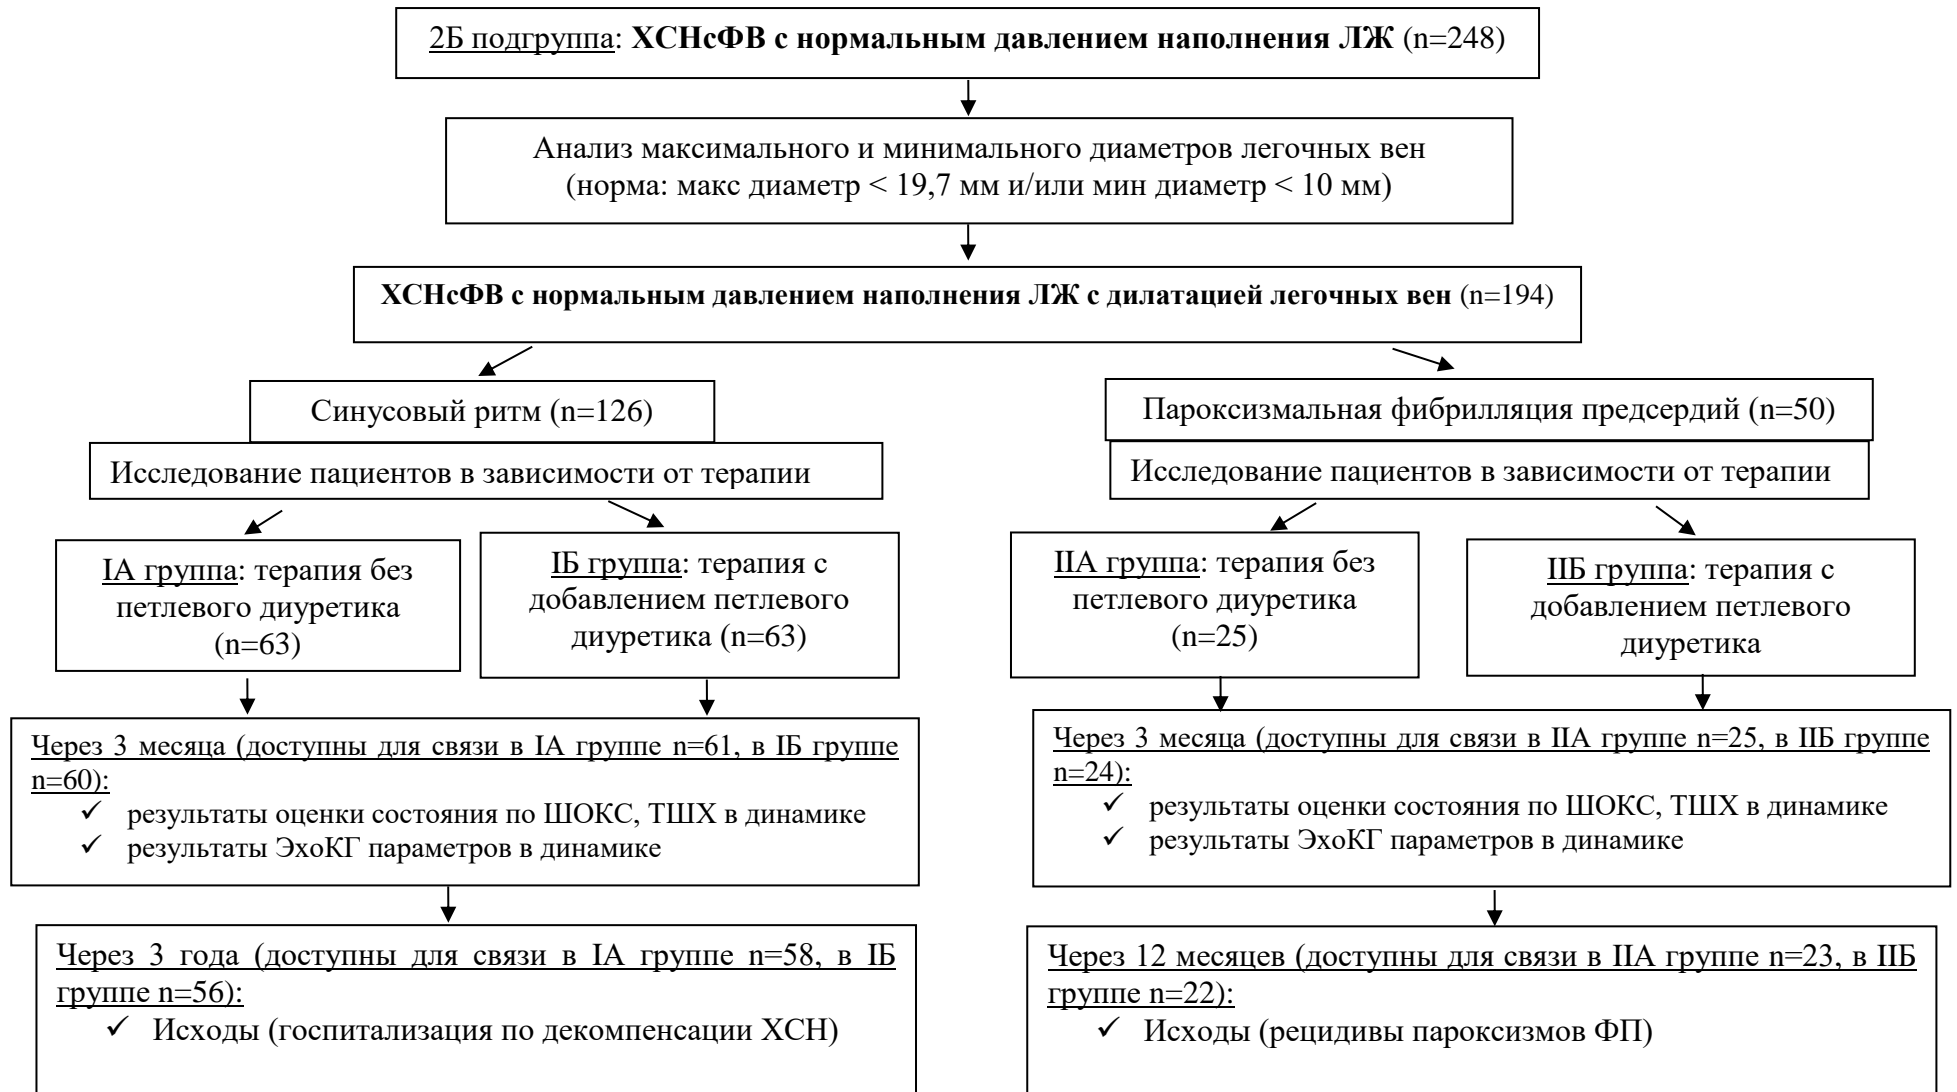 2Б подгруппа: ХСНсФВ с нормальным давлением наполнения ЛЖ (n=248)
Анализ максимального и минимального диаметров легочных вен
(норма: макс диаметр < 19,7 мм и/или мин диаметр < 10 мм)
ХСНсФВ с нормальным давлением наполнения ЛЖ с дилатацией легочных вен (n=194)
Синусовый ритм (n=126)
Исследование пациентов в зависимости от терапии
IА группа: терапия без
петлевого диуретика
(n=63)
IБ группа: терапия с
добавлением петлевого
диуретика (n=63)
Через 3 месяца (доступны для связи в IА группе n=61, в IБ группе
n=60):
✓ результаты оценки состояния по ШОКС, ТШХ в динамике
✓ результаты ЭхоКГ параметров в динамике
Через 3 года (доступны для связи в IА группе n=58, в IБ
группе n=56):
✓ Исходы (госпитализация по декомпенсации ХСН)
Пароксизмальная фибрилляция предсердий (n=50)
Исследование пациентов в зависимости от терапии
IIА группа: терапия без
петлевого диуретика
(n=25)
IIБ группа: терапия с
добавлением петлевого
диуретика
Через 3 месяца (доступны для связи в IIА группе n=25, в IIБ группе
n=24):
✓ результаты оценки состояния по ШОКС, ТШХ в динамике
✓ результаты ЭхоКГ параметров в динамике
Через 12 месяцев (доступны для связи в IIА группе n=23, в IIБ
группе n=22):
✓ Исходы (рецидивы пароксизмов ФП)